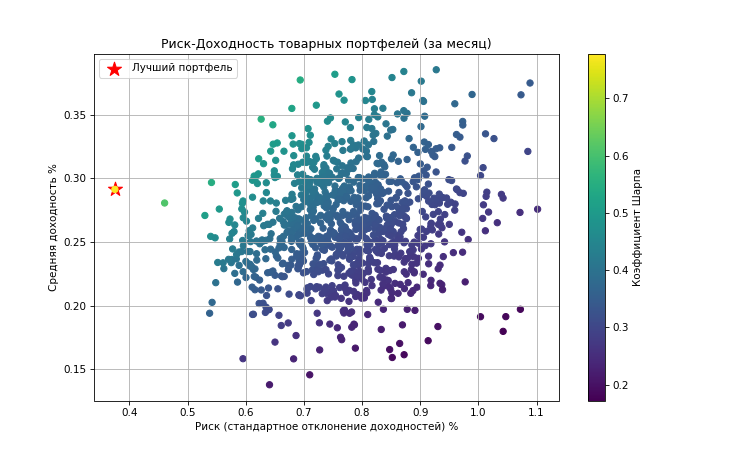 Риск-Доходность товарных портфелей (за месяц)
Лучший портфель
Средняя доходность %
0.35
0.30
0.25
0.20
0.15
0.4 0.5 0.6 0.7 0.8 0.9 1.0 1.1
Риск (стандартное отклонение доходностей) %
0.7
0.6
0.5
0.4
0.3
0.2
Коэффициент Шарпа